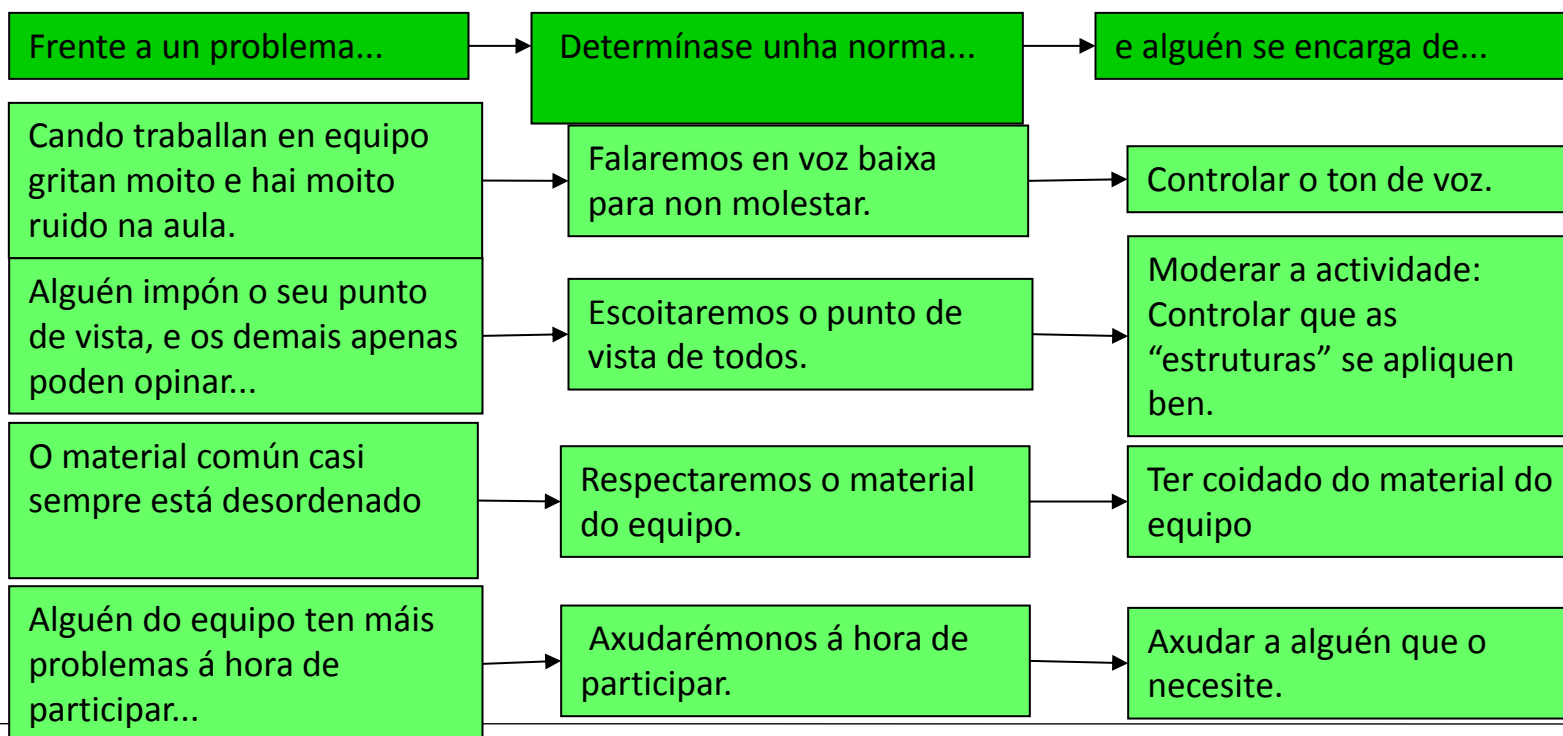 Frente a un problema...
Determínase unha norma...
e alguén se encarga de...
Cando traballan en equipo
gritan moito e hai moito
ruido na aula.
Falaremos en voz baixa
para non molestar.
Controlar o ton de voz.
Alguén impón o seu punto
de vista, e os demais apenas
poden opinar...
Escoitaremos o punto de
vista de todos.
Moderar a actividade:
Controlar que as
“estruturas” se apliquen
ben.
O material común casi
sempre está desordenado
Respectaremos o material
do equipo.
Ter coidado do material do
equipo
Alguén do equipo ten máis
problemas á hora de
participar...
Axudarémonos á hora de
participar.
Axudar a alguén que o
necesite.